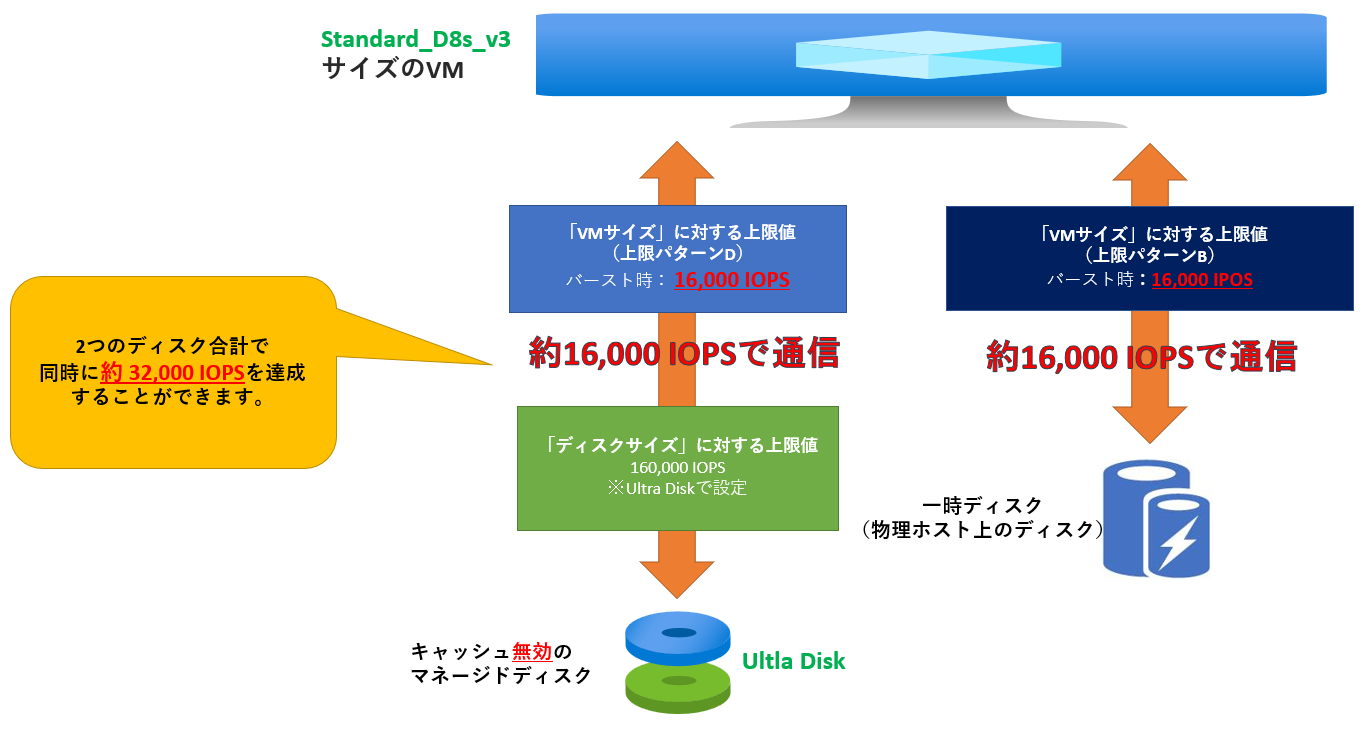 Standard_D8s_v3
サイズのVM
「VMサイズ」に対する上限値
（上限パターンD）
バースト時： 16,000 IOPS
「VMサイズ」に対する上限値
（上限パターンB）
バースト時：16,000 IPOS
約16,000 IOPSで通信
約16,000 IOPSで通信
2つのディスク合計で
同時に約 32,000 IOPSを達成
することができます。
「ディスクサイズ」に対する上限値
160,000 IOPS
※Ultra Diskで設定
一時ディスク
（物理ホスト上のディスク）
キャッシュ無効の
マネージドディスク
Ultla Disk